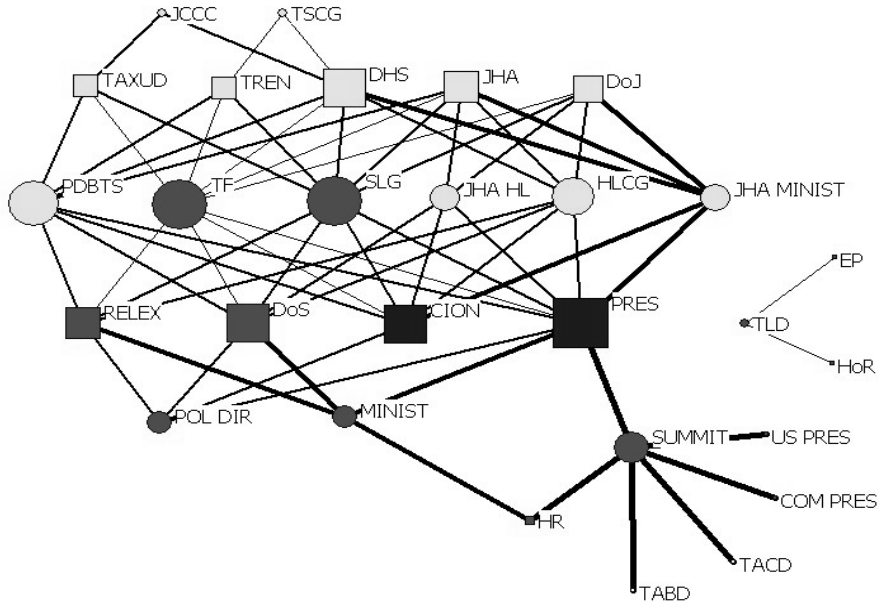 JCCC
TSCG
TAXUD
TREN
DHS
JHA
DoJ
PDBTS
TF
SLG
JHA HL
HLCG
JHA MINIST
EP
RELEX
DoS
CION
PRES
TLD
HoR
POL DIR
MINIST
SUMMIT
US PRES
COM PRES
HR
TACD
TABD